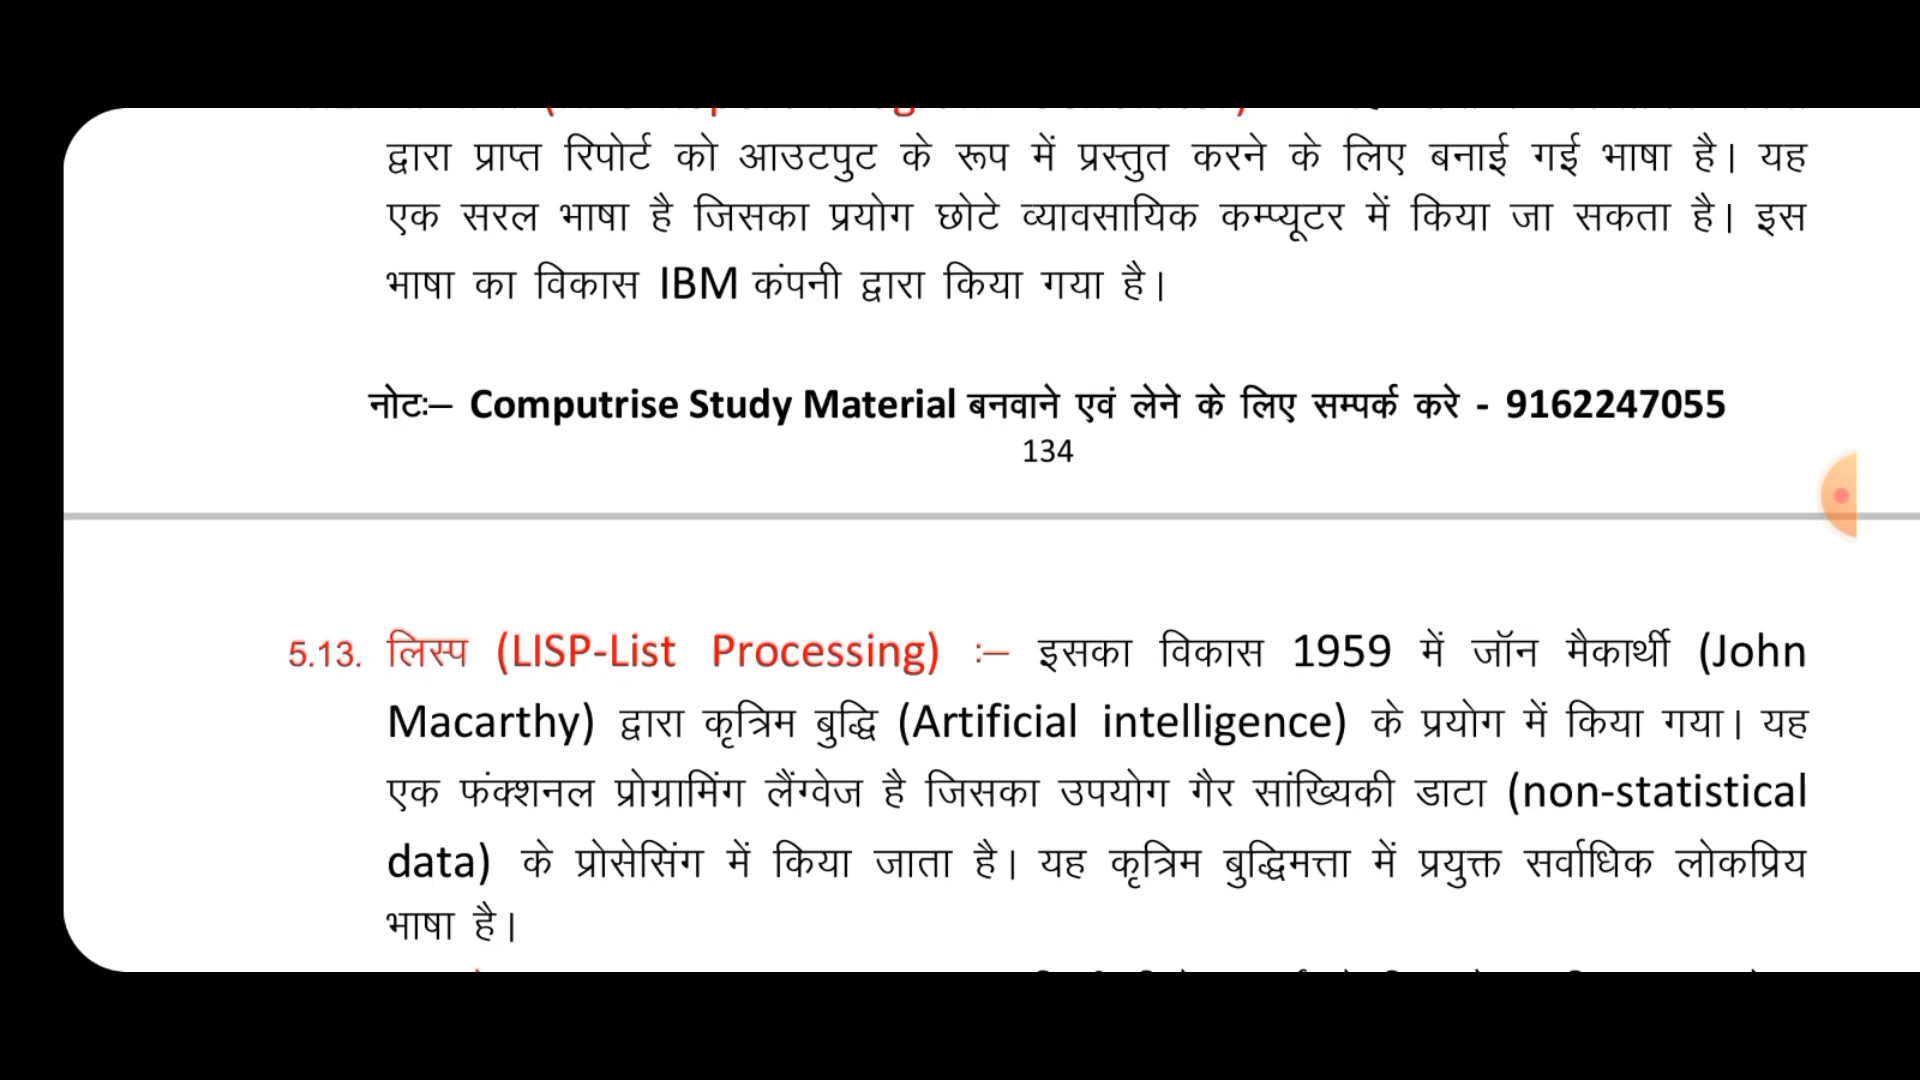 द्वारा प्राप्त रिपोर्ट को आउटपुट के रूप में प्रस्तुत करने के लिए बनाई गई भाषा है। यह
एक सरल भाषा है जिसका प्रयोग छोटे व्यावसायिक कम्प्यूटर में किया जा सकता है। इस
भाषा का विकास IBM कंपनी द्वारा किया गया है।
नोटः– Computrise Study Material बनवाने एवं लेने के लिए सम्पर्क करे - 9162247055
134
5.13. लिस्प (LISP-List Processing) :– इसका विकास 1959 में जॉन मैकार्थी (John
Macarthy) द्वारा कृत्रिम बुद्धि (Artificial intelligence) के प्रयोग में किया गया। यह
एक फंक्शनल प्रोग्रामिंग लैंग्वेज है जिसका उपयोग गैर सांख्यिकी डाटा (non-statistical
data) के प्रोसेसिंग में किया जाता है। यह कृत्रिम बुद्धिमत्ता में प्रयुक्त सर्वाधिक लोकप्रिय
भाषा है।